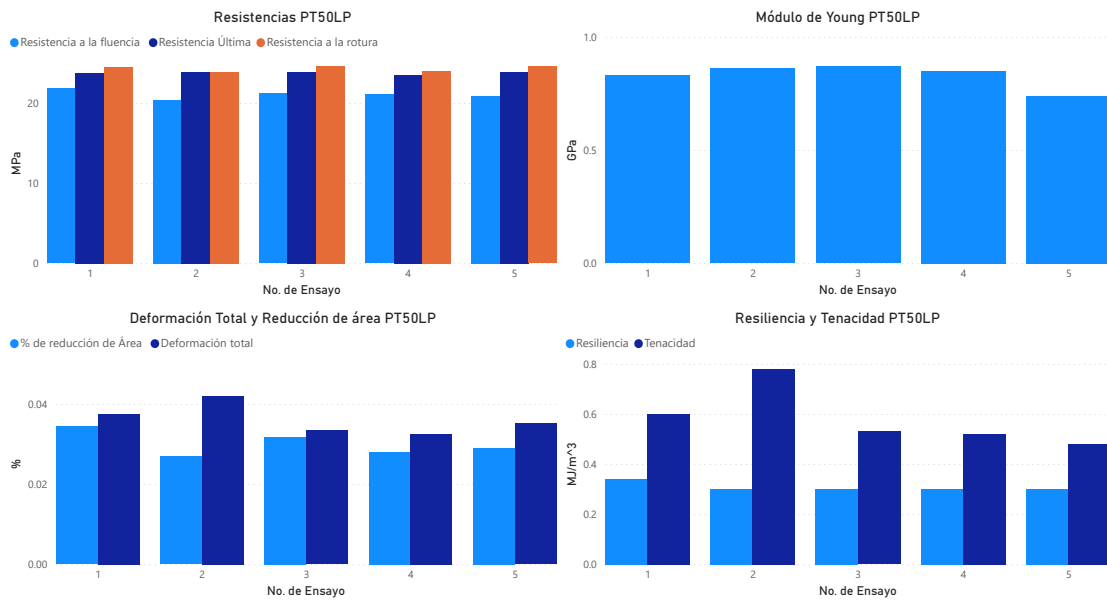 Resistencias PT50LP
Resistencia a la fluencia Resistencia Última Resistencia a la rotura
20
10
0
MPa
1 2 3 4 5
No. de Ensayo
Módulo de Young PT50LP
1.0
0.5
0.0
GPa
1 2 3 4 5
No. de Ensayo
Deformación Total y Reducción de área PT50LP
% de reducción de Área Deformación total
0.04
0.02
0.00
%
1 2 3 4 5
No. de Ensayo
Resiliencia y Tenacidad PT50LP
Resiliencia Tenacidad
0.8
0.6
0.4
0.2
0.0
MJ/m^3
1 2 3 4 5
No. de Ensayo